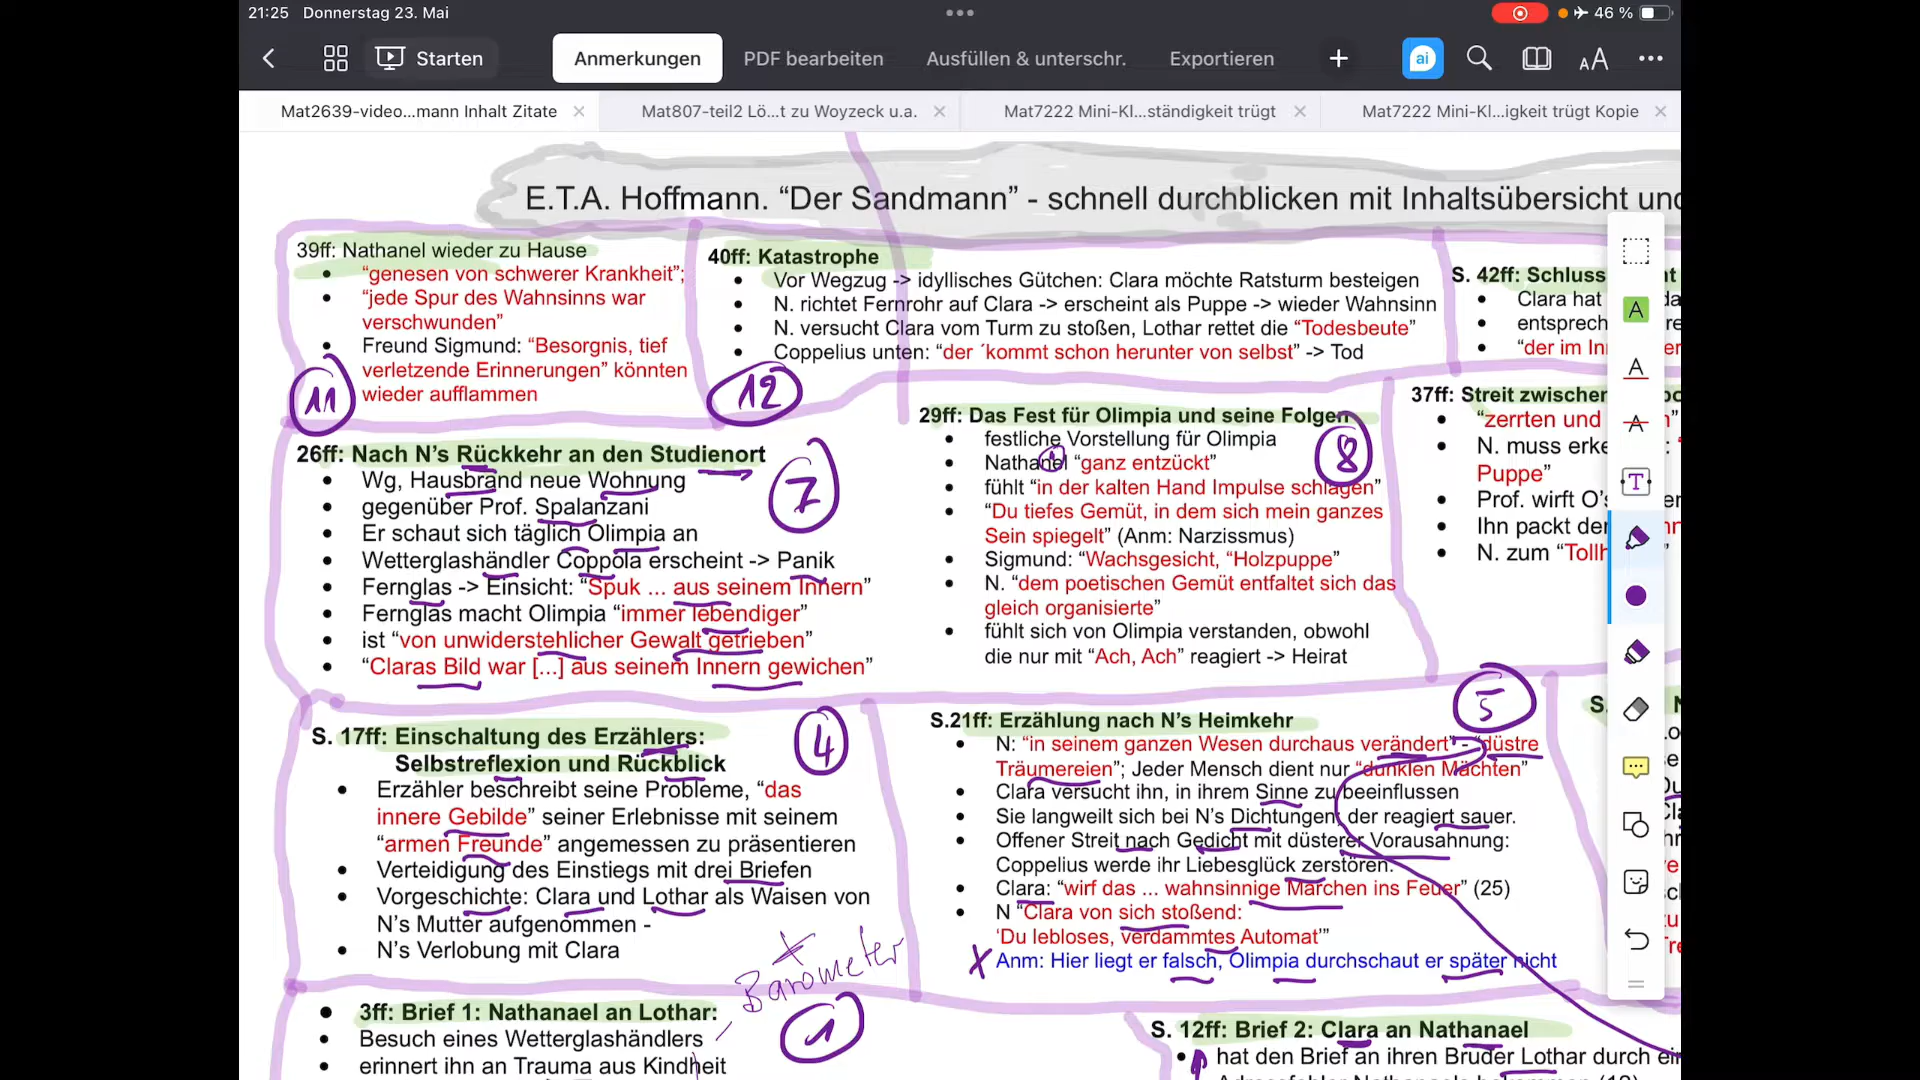 21:25 Donnerstag 23. Mai
46 %
Starten
Anmerkungen
PDF bearbeiten
Ausfüllen & unterschr.
Exportieren
ai
AA
Mat2639-video...mann Inhalt Zitate
Mat807-teil2 Lö...t zu Woyzeck u.a.
Mat7222 Mini-Kl...ständigkeit trügt
Mat7222 Mini-Kl...igkeit trügt Kopie
E.T.A. Hoffmann. “Der Sandmann” - schnell durchblicken mit Inhaltsübersicht und
39ff: Nathanel wieder zu Hause
“genesen von schwerer Krankheit”;
“jede Spur des Wahnsinns war
verschwunden”
Freund Sigmund: “Besorgnis, tief
verletzende Erinnerungen” könnten
wieder aufflammen
11
40ff: Katastrophe
Vor Wegzug -> idyllisches Gütchen: Clara möchte Ratsturm besteigen
N. richtet Fernrohr auf Clara -> erscheint als Puppe -> wieder Wahnsinn
N. versucht Clara vom Turm zu stoßen, Lothar rettet die “Todesbeute”
Coppelius unten: “der ´kommt schon herunter von selbst” -> Tod
12
S. 42ff: Schluss
Clara hat
entsprech
“der im In
26ff: Nach N’s Rückkehr an den Studienort
Wg, Hausbrand neue Wohnung
gegenüber Prof. Spalanzani
Er schaut sich täglich Olimpia an
Wetterglashändler Coppola erscheint -> Panik
Fernglas -> Einsicht: “Spuk ... aus seinem Innern”
Fernglas macht Olimpia “immer lebendiger”
ist “von unwiderstehlicher Gewalt getrieben”
“Claras Bild war [...] aus seinem Innern gewichen”
7
29ff: Das Fest für Olimpia und seine Folgen
festliche Vorstellung für Olimpia
Nathanel “ganz entzückt”
fühlt “in der kalten Hand Impulse schlagen”
“Du tiefes Gemüt, in dem sich mein ganzes
Sein spiegelt” (Anm: Narzissmus)
Sigmund: “Wachsgesicht, “Holzpuppe”
N. “dem poetischen Gemüt entfaltet sich das
gleich organisierte”
fühlt sich von Olimpia verstanden, obwohl
die nur mit “Ach, Ach” reagiert -> Heirat
8
37ff: Streit zwischen
“zerrten und
N. muss erke
Puppe”
Prof. wirft O’s
Ihn packt der
N. zum “Tollh
S. 17ff: Einschaltung des Erzählers:
Selbstreflexion und Rückblick
Erzähler beschreibt seine Probleme, “das
innere Gebilde” seiner Erlebnisse mit seinem
“armen Freunde” angemessen zu präsentieren
Verteidigung des Einstiegs mit drei Briefen
Vorgeschichte: Clara und Lothar als Waisen von
N’s Mutter aufgenommen -
N’s Verlobung mit Clara
4
S.21ff: Erzählung nach N’s Heimkehr
N: “in seinem ganzen Wesen durchaus verändert” - “düstre
Träumereien”; Jeder Mensch dient nur “dunklen Mächten”
Clara versucht ihn, in ihrem Sinne zu beeinflussen
Sie langweilt sich bei N’s Dichtungen, der reagiert sauer.
Offener Streit nach Gedicht mit düsterer Vorausahnung:
Coppelius werde ihr Liebesglück zerstören.
Clara: “wirf das ... wahnsinnige Märchen ins Feuer” (25)
N “Clara von sich stoßend:
‘Du lebloses, verdammtes Automat’”
Anm: Hier liegt er falsch, Olimpia durchschaut er später nicht
5
Barometer
3ff: Brief 1: Nathanael an Lothar:
Besuch eines Wetterglashändlers
erinnert ihn an Trauma aus Kindheit
1
S. 12ff: Brief 2: Clara an Nathanael
hat den Brief an ihren Bruder Lothar durch ein